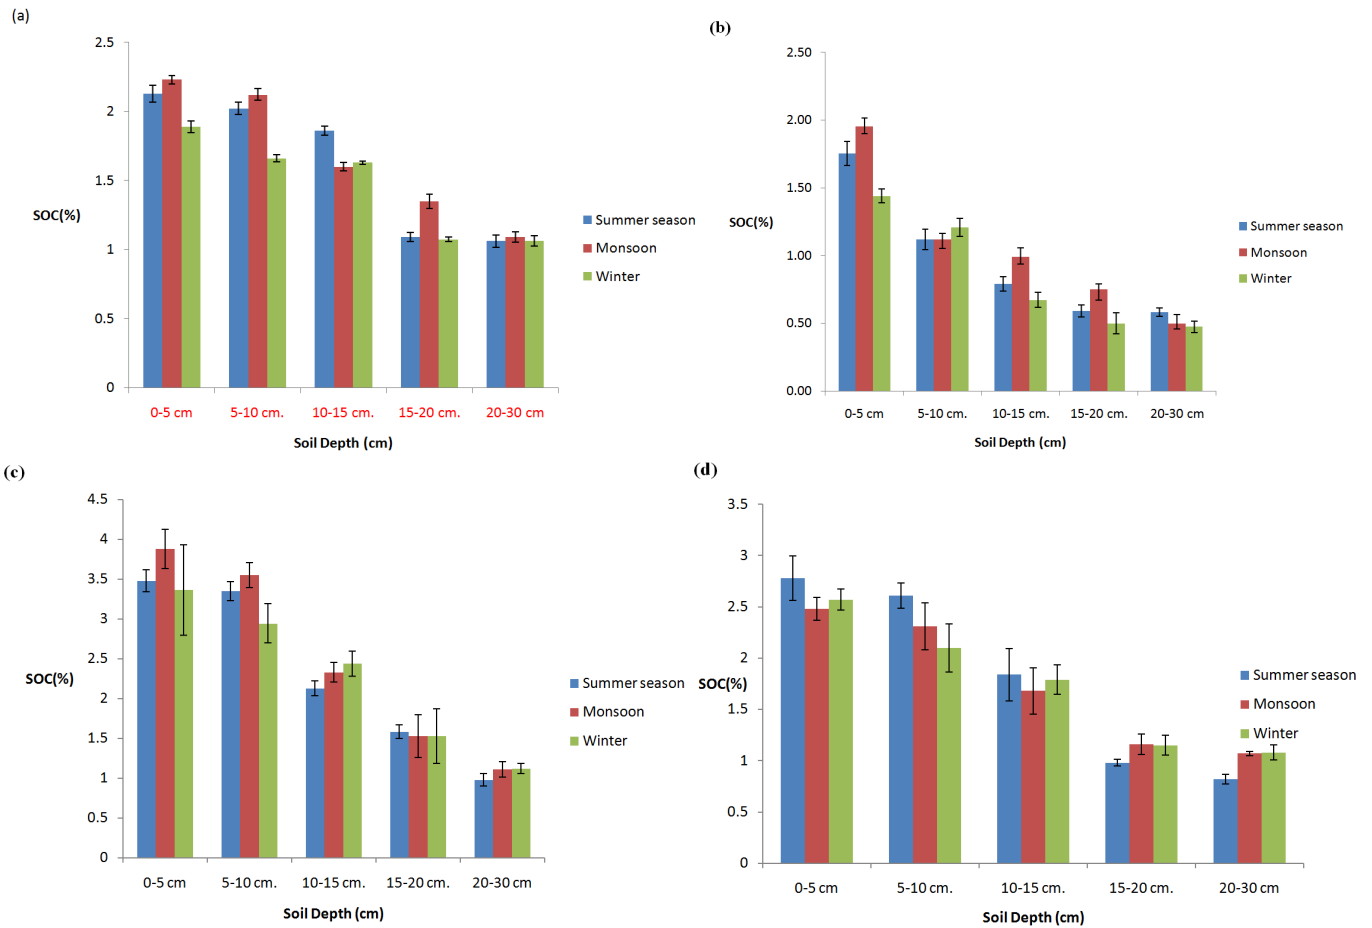 (a)
2.5
2
1.5
1
0.5
0
SOC(%)
0-5 cm 5-10 cm. 10-15 cm. 15-20 cm. 20-30 cm
Soil Depth (cm)
Summer season
Monsoon
Winter
(b)
2.50
2.00
1.50
1.00
0.50
0.00
SOC(%)
0-5 cm 5-10 cm. 10-15 cm. 15-20 cm. 20-30 cm
Soil Depth (cm)
Summer season
Monsoon
Winter
(c)
4.5
4
3.5
3
2.5
2
1.5
1
0.5
0
SOC(%)
0-5 cm 5-10 cm. 10-15 cm. 15-20 cm. 20-30 cm
Soil Depth (cm)
Summer season
Monsoon
Winter
(d)
3.5
3
2.5
2
1.5
1
0.5
0
SOC(%)
0-5 cm 5-10 cm. 10-15 cm. 15-20 cm. 20-30 cm
Soil Depth (cm)
Summer season
Monsoon
Winter